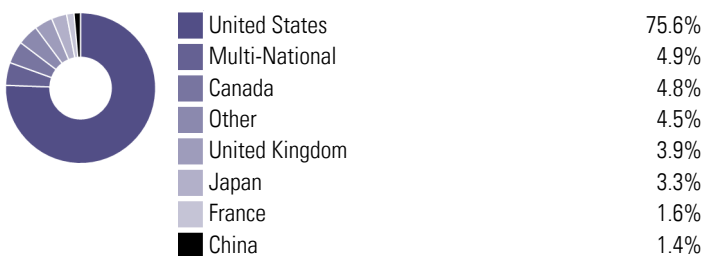 United States 75.6%
Multi-National 4.9%
Canada 4.8%
Other 4.5%
United Kingdom 3.9%
Japan 3.3%
France 1.6%
China 1.4%